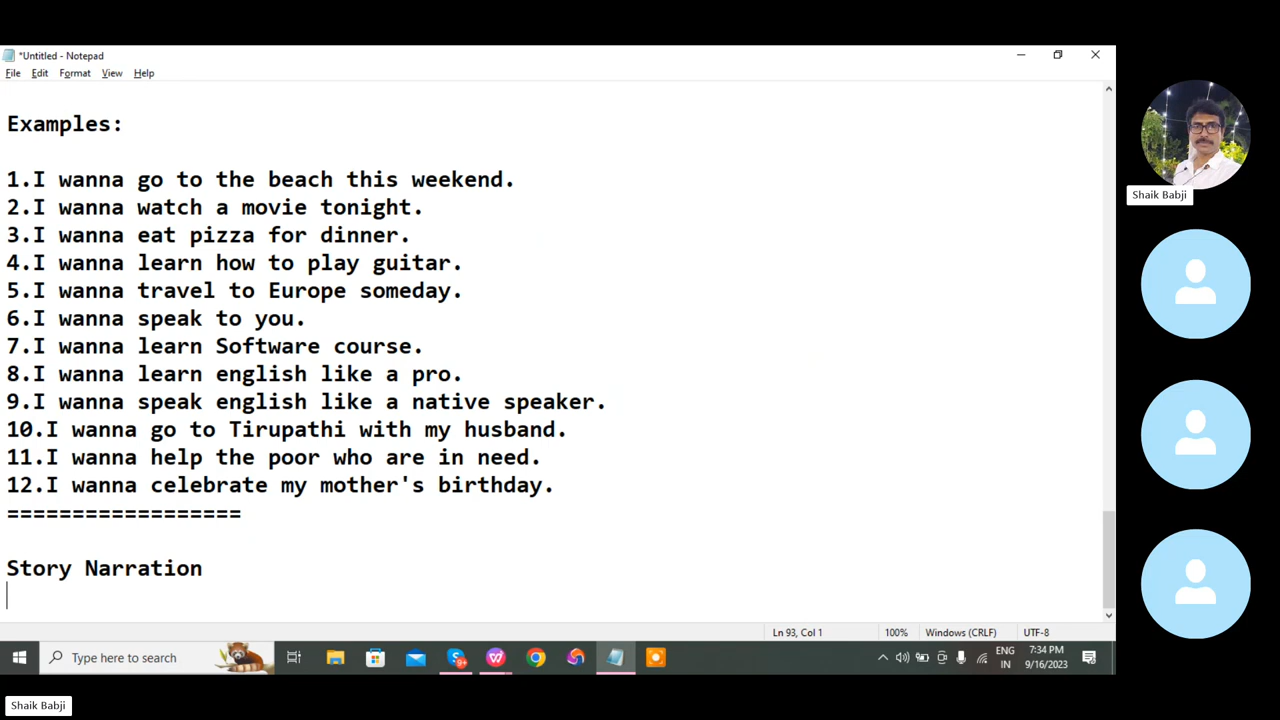 *Untitled - Notepad
File Edit Format View Help
Examples:
1.I wanna go to the beach this weekend.
2.I wanna watch a movie tonight.
3.I wanna eat pizza for dinner.
4.I wanna learn how to play guitar.
5.I wanna travel to Europe someday.
6.I wanna speak to you.
7.I wanna learn Software course.
8.I wanna learn english like a pro.
9.I wanna speak english like a native speaker.
10.I wanna go to Tirupathi with my husband.
11.I wanna help the poor who are in need.
12.I wanna celebrate my mother's birthday.
==================
Story Narration
Ln 93, Col 1 100% Windows (CRLF) UTF-8
Type here to search
ENG
IN
7:34 PM
9/16/2023
Shaik Babji
Shaik Babji